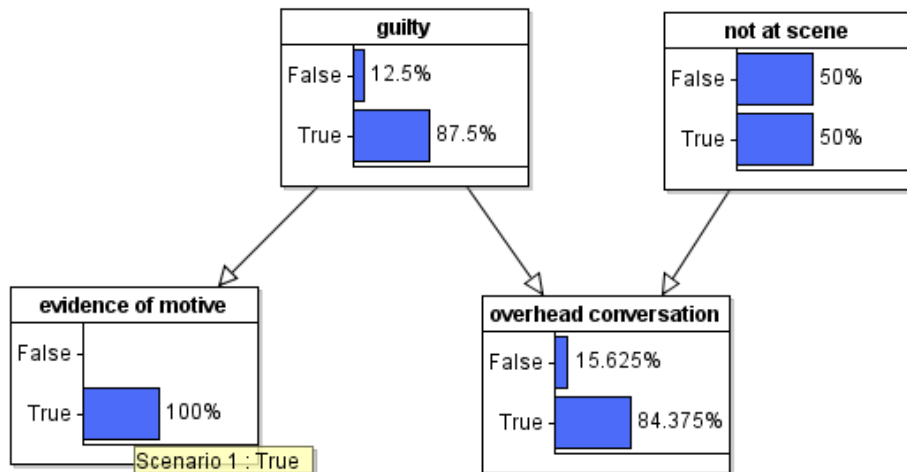 guilty
False
12.5%
True
87.5%
not at scene
False
50%
True
50%
evidence of motive
False
True
100%
Scenario 1 : True
overhead conversation
False
15.625%
True
84.375%